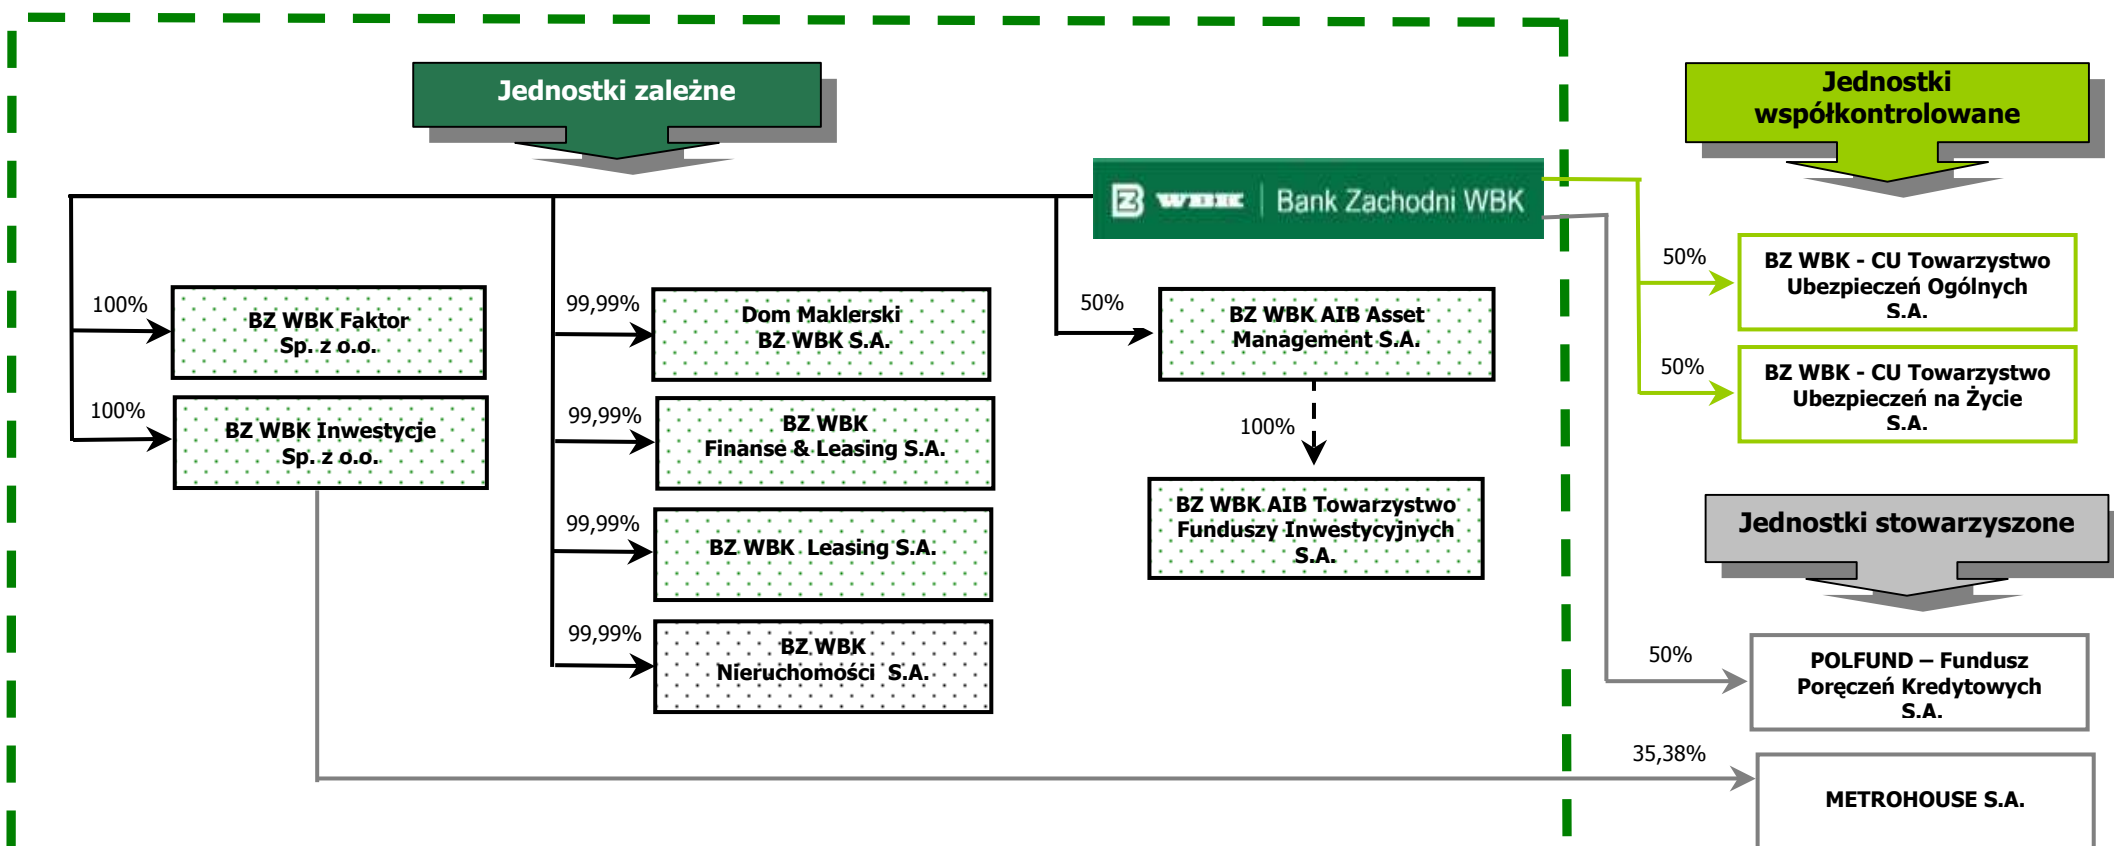 Jednostki zależne
Jednostki
współkontrolowane
BZ WBK | Bank Zachodni WBK
100%
BZ WBK Faktor
Sp. z o.o.
100%
BZ WBK Inwestycje
Sp. z o.o.
99,99%
Dom Maklerski
BZ WBK S.A.
99,99%
BZ WBK
Finanse & Leasing S.A.
99,99%
BZ WBK Leasing S.A.
99,99%
BZ WBK
Nieruchomości S.A.
50%
BZ WBK AIB Asset
Management S.A.
100%
BZ WBK AIB Towarzystwo
Funduszy Inwestycyjnych
S.A.
50%
BZ WBK - CU Towarzystwo
Ubezpieczeń Ogólnych
S.A.
50%
BZ WBK - CU Towarzystwo
Ubezpieczeń na Życie
S.A.
Jednostki stowarzyszone
50%
POLFUND – Fundusz
Poręczeń Kredytowych
S.A.
35,38%
METROHOUSE S.A.